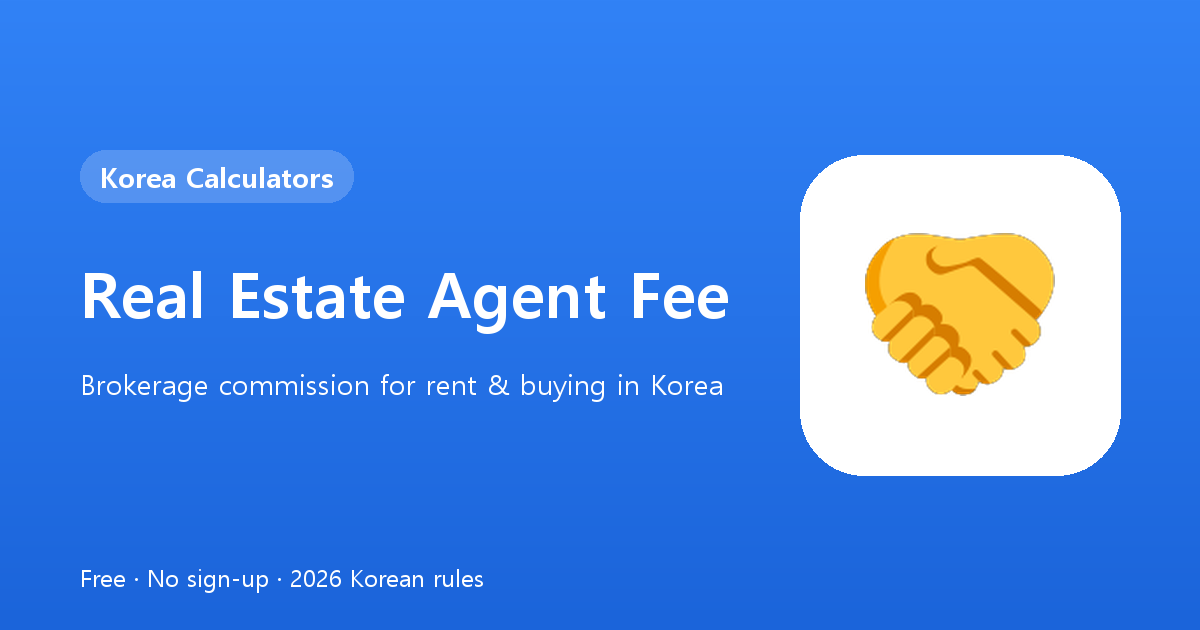 Korea Calculators
Real Estate Agent Fee
Brokerage commission for rent & buying in Korea
Free · No sign-up · 2026 Korean rules